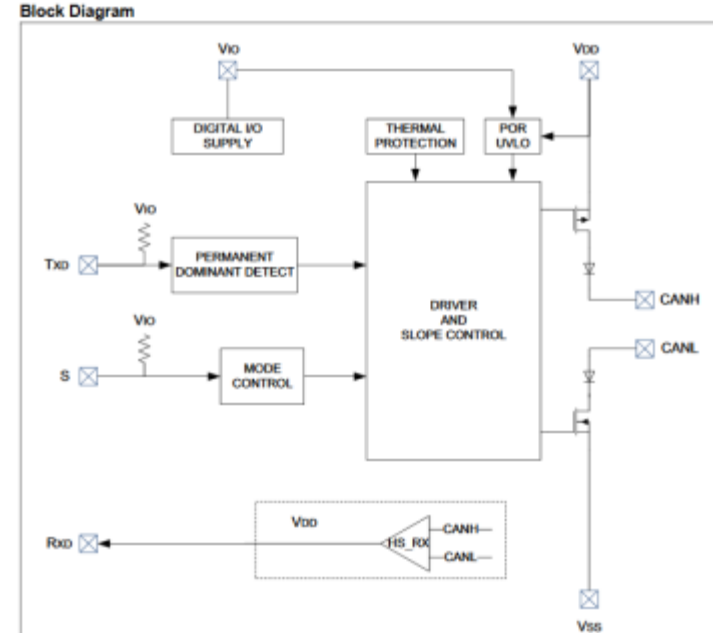 Block Diagram
VIO
VDD
DIGITAL I/O
SUPPLY
THERMAL
PROTECTION
POR
UVLO
VIO
TXD
PERMANENT
DOMINANT DETECT
DRIVER
AND
SLOPE CONTROL
CANH
VIO
CANL
S
MODE
CONTROL
VDD
CANH
RXD
HS_RX
CANL
VSS